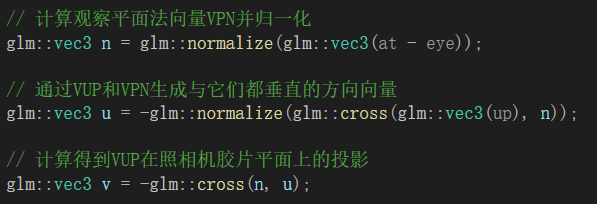 // 计算观察平面法向量VPN并归一化
glm::vec3 n = glm::normalize(glm::vec3(at - eye));
// 通过VUP和VPN生成与它们都垂直的方向向量
glm::vec3 u = -glm::normalize(glm::cross(glm::vec3(up), n));
// 计算得到VUP在照相机胶片平面上的投影
glm::vec3 v = -glm::cross(n, u);